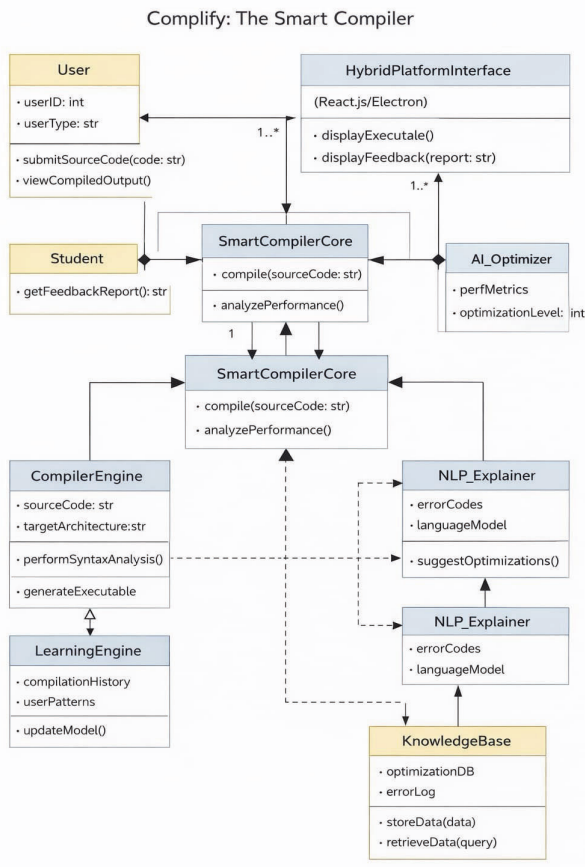 Complify: The Smart Compiler
User
· userID: int
· userType: str
· submitSourceCode(code: str)
· viewCompiledOutput()
HybridPlatformInterface
(React.js/Electron)
· displayExecutale()
· displayFeedback(report: str)
1..*
1..*
Student
· getFeedbackReport(): str
SmartCompilerCore
· compile(sourceCode: str)
· analyzePerformance()
AI_Optimizer
· perfMetrics
· optimizationLevel: int
1
SmartCompilerCore
· compile(sourceCode: str)
· analyzePerformance()
CompilerEngine
· sourceCode: str
· targetArchitecture:str
· performSyntaxAnalysis()
· generateExecutable
NLP_Explainer
· errorCodes
· languageModel
· suggestOptimizations()
LearningEngine
· compilationHistory
· userPatterns
· updateModel()
NLP_Explainer
· errorCodes
· languageModel
KnowledgeBase
· optimizationDB
· errorLog
· storeData(data)
· retrieveData(query)